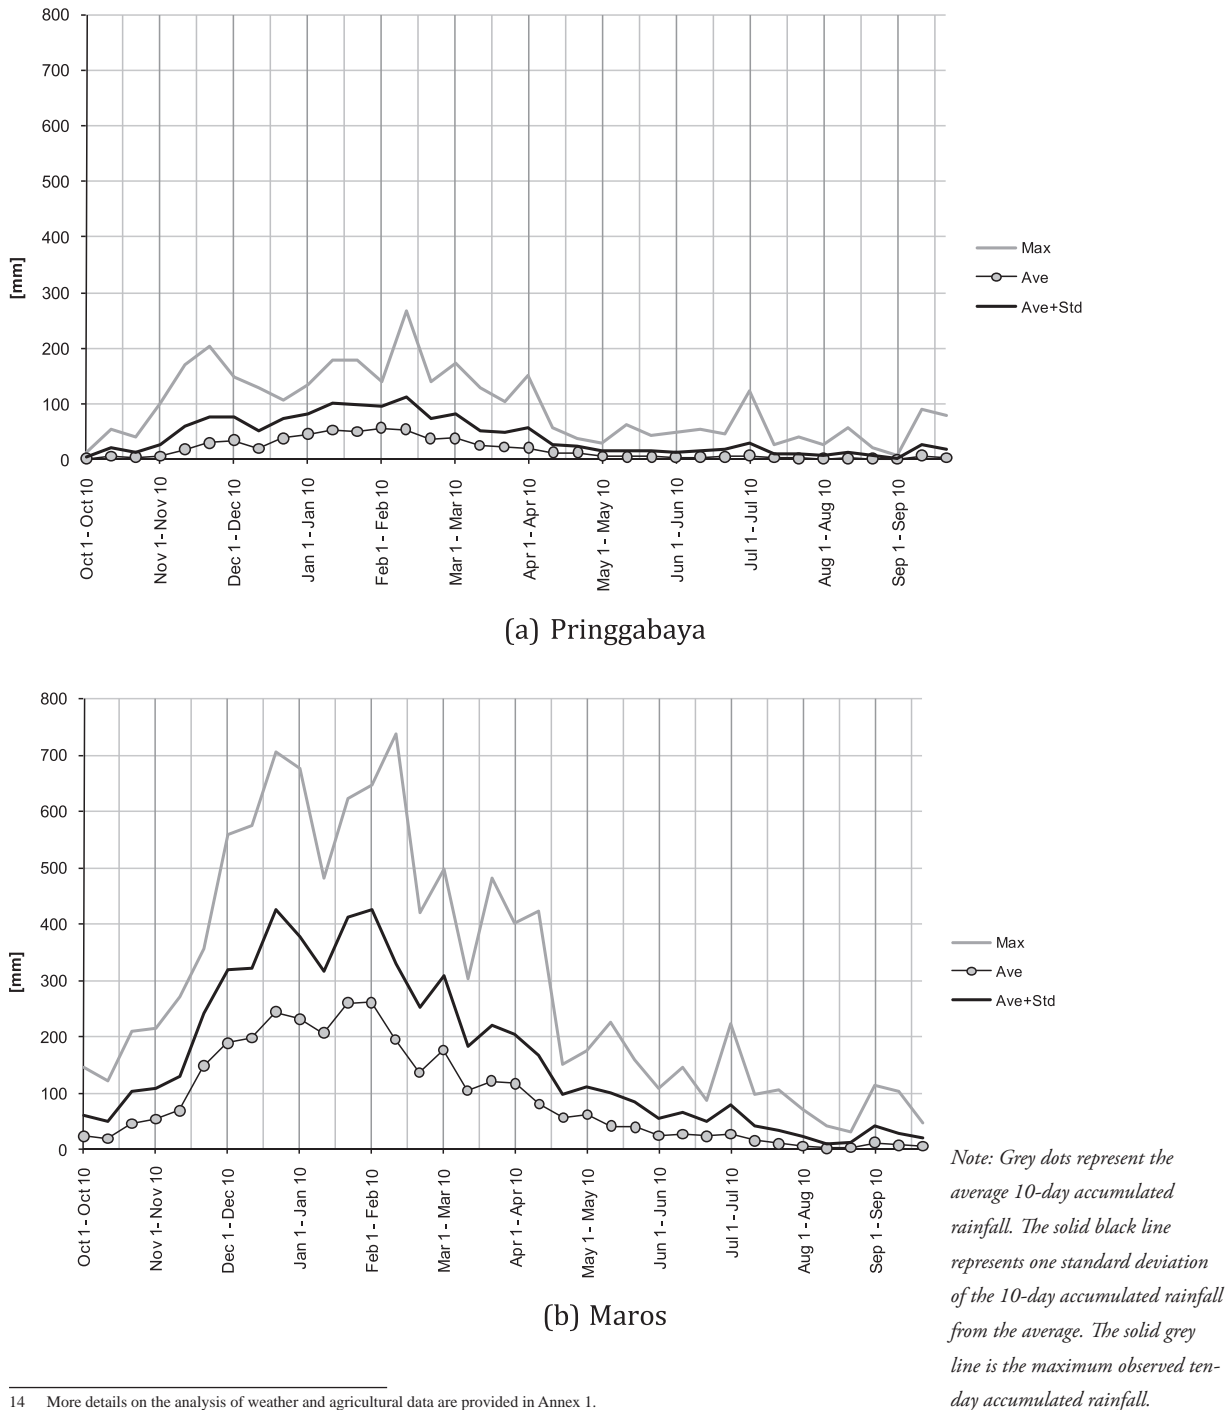 800
700
600
500
400
300
200
100
0
[mm]
Max
Ave
Ave+Std
Oct 1 - Oct 10
Nov 1- Nov 10
Dec 1 - Dec 10
Jan 1 - Jan 10
Feb 1 - Feb 10
Mar 1 - Mar 10
Apr 1 - Apr 10
May 1 - May 10
Jun 1 - Jun 10
Jul 1 - Jul 10
Aug 1 - Aug 10
Sep 1 - Sep 10
(a) Pringgabaya
800
700
600
500
400
300
200
100
0
[mm]
Max
Ave
Ave+Std
Oct 1 - Oct 10
Nov 1- Nov 10
Dec 1 - Dec 10
Jan 1 - Jan 10
Feb 1 - Feb 10
Mar 1 - Mar 10
Apr 1 - Apr 10
May 1 - May 10
Jun 1 - Jun 10
Jul 1 - Jul 10
Aug 1 - Aug 10
Sep 1 - Sep 10
(b) Maros
Note: Grey dots represent the
average 10-day accumulated
rainfall. The solid black line
represents one standard deviation
of the 10-day accumulated rainfall
from the average. The solid grey
line is the maximum observed ten-
day accumulated rainfall.
14 More details on the analysis of weather and agricultural data are provided in Annex 1.